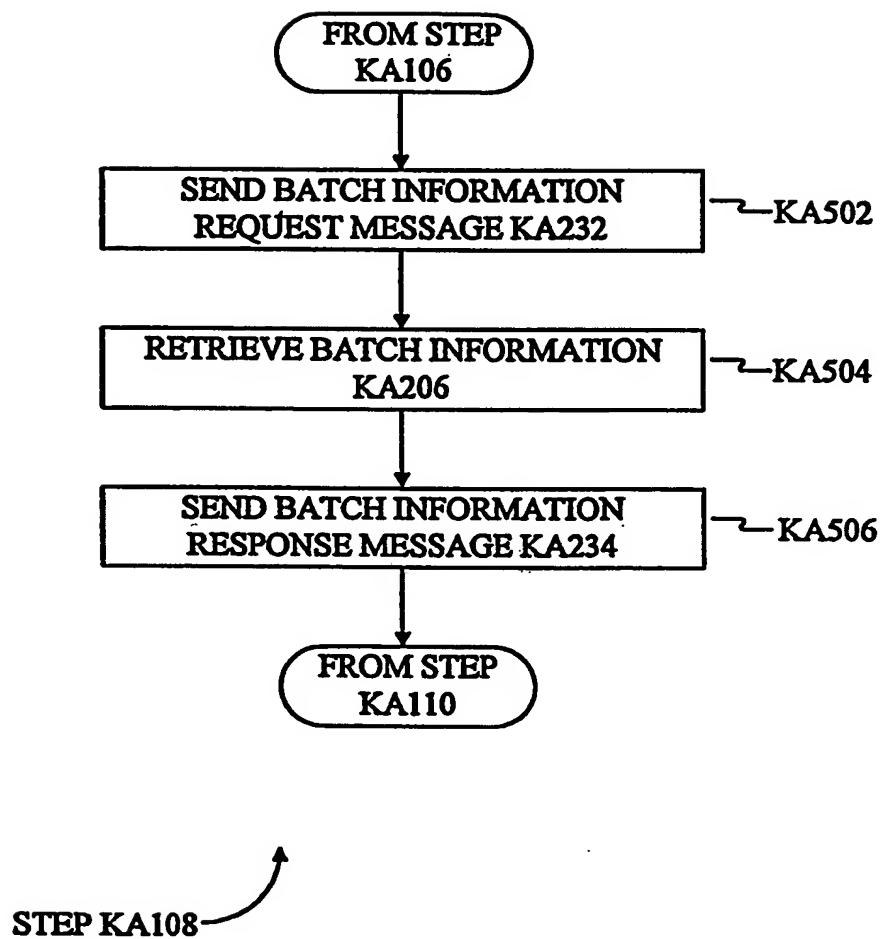 FROM STEP
KA106
SEND BATCH INFORMATION
REQUEST MESSAGE KA232
KA502
RETRIEVE BATCH INFORMATION
KA206
KA504
SEND BATCH INFORMATION
RESPONSE MESSAGE KA234
KA506
FROM STEP
KA110
STEP KA108